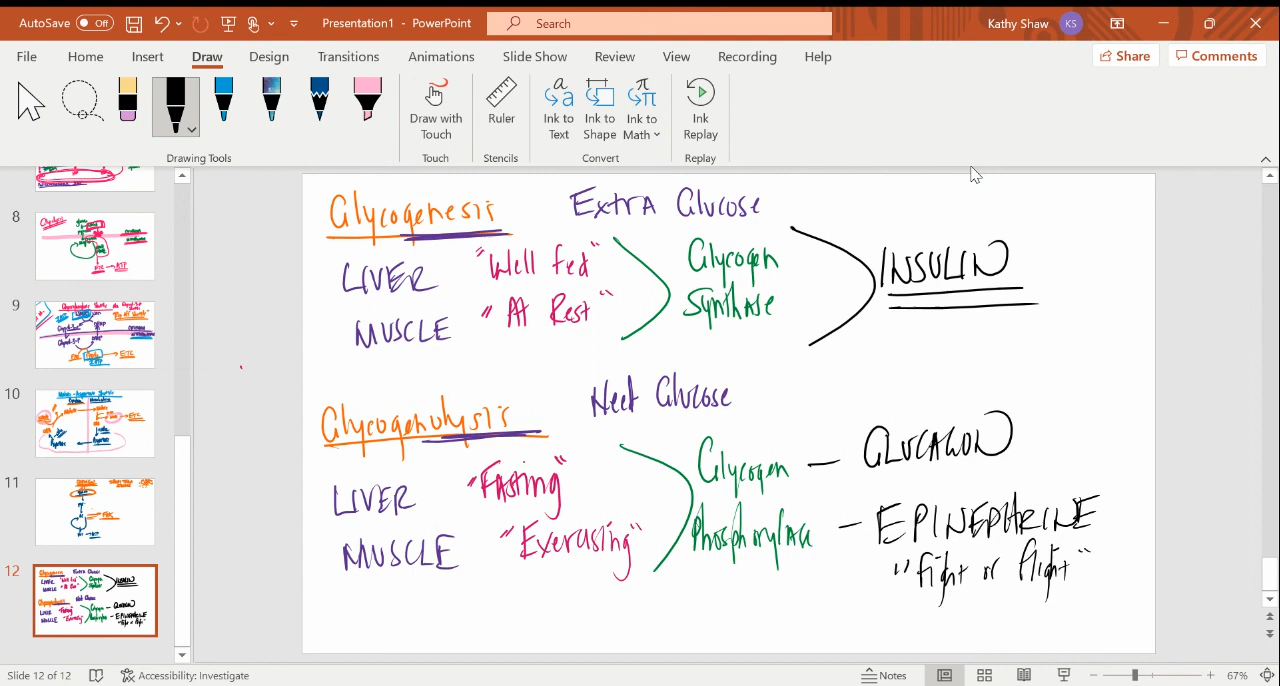 AutoSave Off Presentation1 - PowerPoint Search Kathy Shaw KS
File Home Insert Draw Design Transitions Animations Slide Show Review View Recording Help Share Comments
Draw with Touch
Ruler
Ink to Text
Ink to Shape
Ink to Math
Ink Replay
Drawing Tools Touch Stencils Convert Replay
8
9
10
11
12
Glycogenesis Extra Glucose
LIVER "Well Fed" Glycogen
MUSCLE "At Rest" Synthase
INSULIN
Glycogenolysis Need Glucose
LIVER "Fasting" Glycogen – GLUCAGON
MUSCLE "Exercising" Phosphorylase – EPINEPHRINE
"Fight or flight"
Slide 12 of 12 Accessibility: Investigate Notes 67%